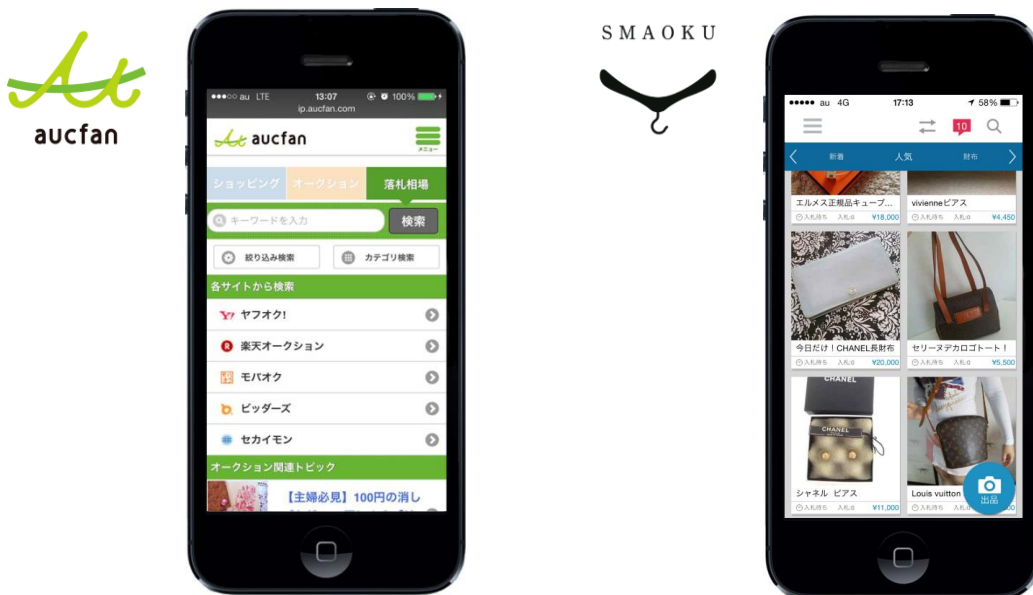 aucfan
au LTE 13:07 100%
ip.aucfan.com
aucfan
メニュー
ショッピング オークション 落札相場
キーワードを入力 検索
絞り込み検索 カテゴリ検索
各サイトから検索
ヤフオク!
楽天オークション
モバオク
ビッダーズ
セカイモン
オークション関連トピック
【主婦必見】100円の消し
SMAOKU
au 4G 17:13 58%
10
新着 人気 財布
エルメス正規品キューブ... vivienneピアス
入札待ち 入札:0 ¥18,000 入札待ち 入札:0 ¥4,450
今日だけ！CHANEL長財布 セリーヌデカロゴトート！
入札待ち 入札:0 ¥20,000 入札待ち 入札:0 ¥5,500
CHANEL
CHANEL
シャネル ピアス Louis vuitton
入札待ち 入札:0 ¥11,000 入札待ち 入札:0
出品